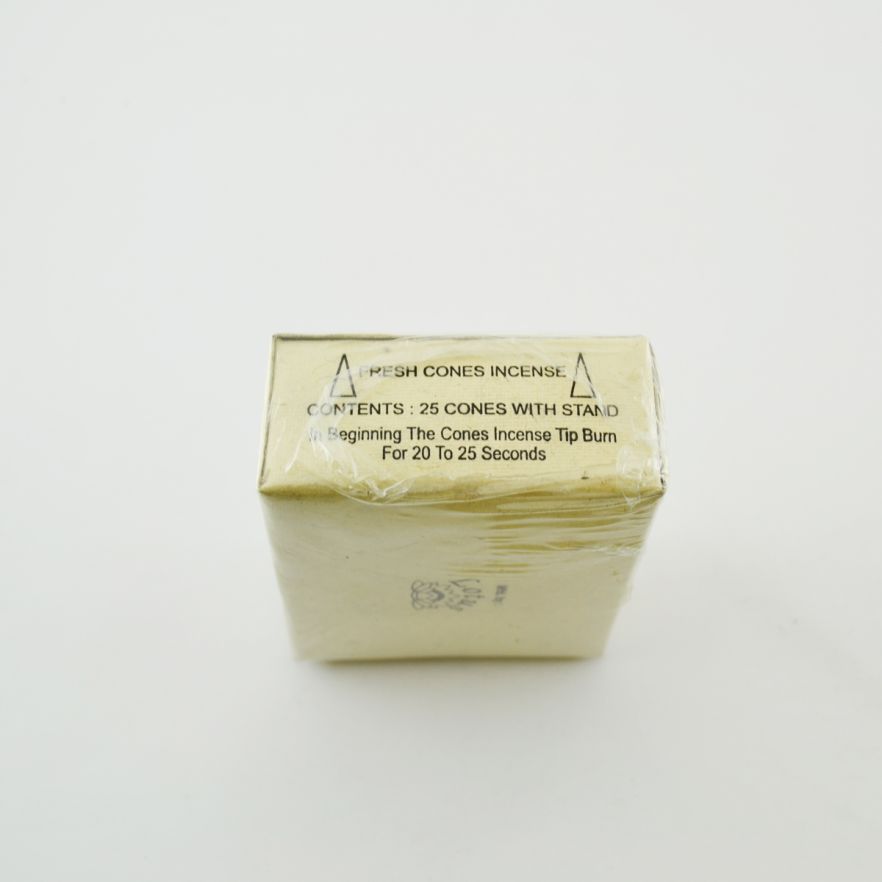 FRESH CONES INCENSE
CONTENTS : 25 CONES WITH STAND
In Beginning The Cones Incense Tip Burn
For 20 To 25 Seconds